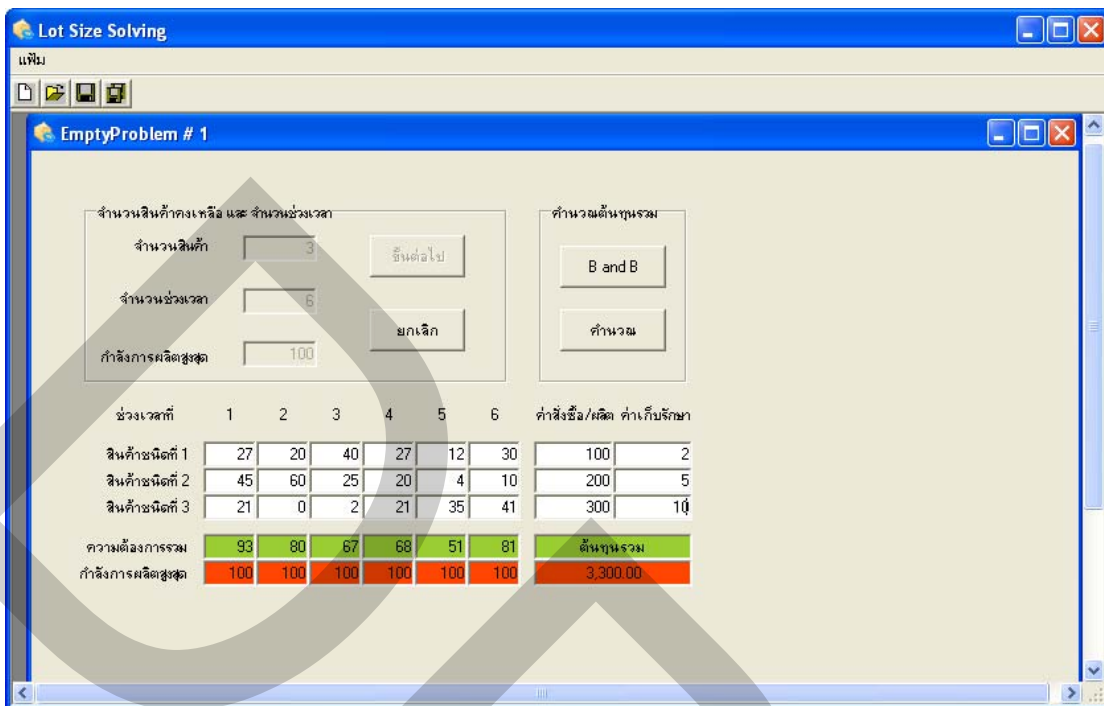 Lot Size Solving
แฟ้ม
EmptyProblem # 1
จำนวนสินค้าคงเหลือ และ จำนวนช่วงเวลา
คำนวณต้นทุนรวม
จำนวนสินค้า 3 ขั้นต่อไป
B and B
จำนวนช่วงเวลา 6
ยกเลิก
คำนวณ
กำลังการผลิตสูงสุด 100
ช่วงเวลาที่ 1 2 3 4 5 6 ค่าสั่งซื้อ/ผลิต ค่าเก็บรักษา
สินค้าชนิดที่ 1 27 20 40 27 12 30 100 2
สินค้าชนิดที่ 2 45 60 25 20 4 10 200 5
สินค้าชนิดที่ 3 21 0 2 21 35 41 300 10
ความต้องการรวม 93 80 67 68 51 81 ต้นทุนรวม
กำลังการผลิตสูงสุด 100 100 100 100 100 100 3,300.00